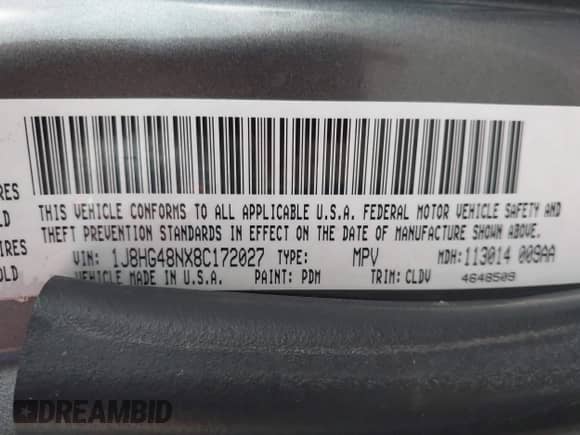 THIS VEHICLE CONFORMS TO ALL APPLICABLE U.S.A. FEDERAL MOTOR VEHICLE SAFETY AND
THEFT PREVENTION STANDARDS IN EFFECT ON THE DATE OF MANUFACTURE SHOWN ABOVE.
VIN: 1J8HG48NX8C172027 TYPE: MPV MDH: 113014 009AA
VEHICLE MADE IN U.S.A. PAINT: PDM TRIM: CLDV 4648509
IRES
LD
IRES
OLD
DREAMBID